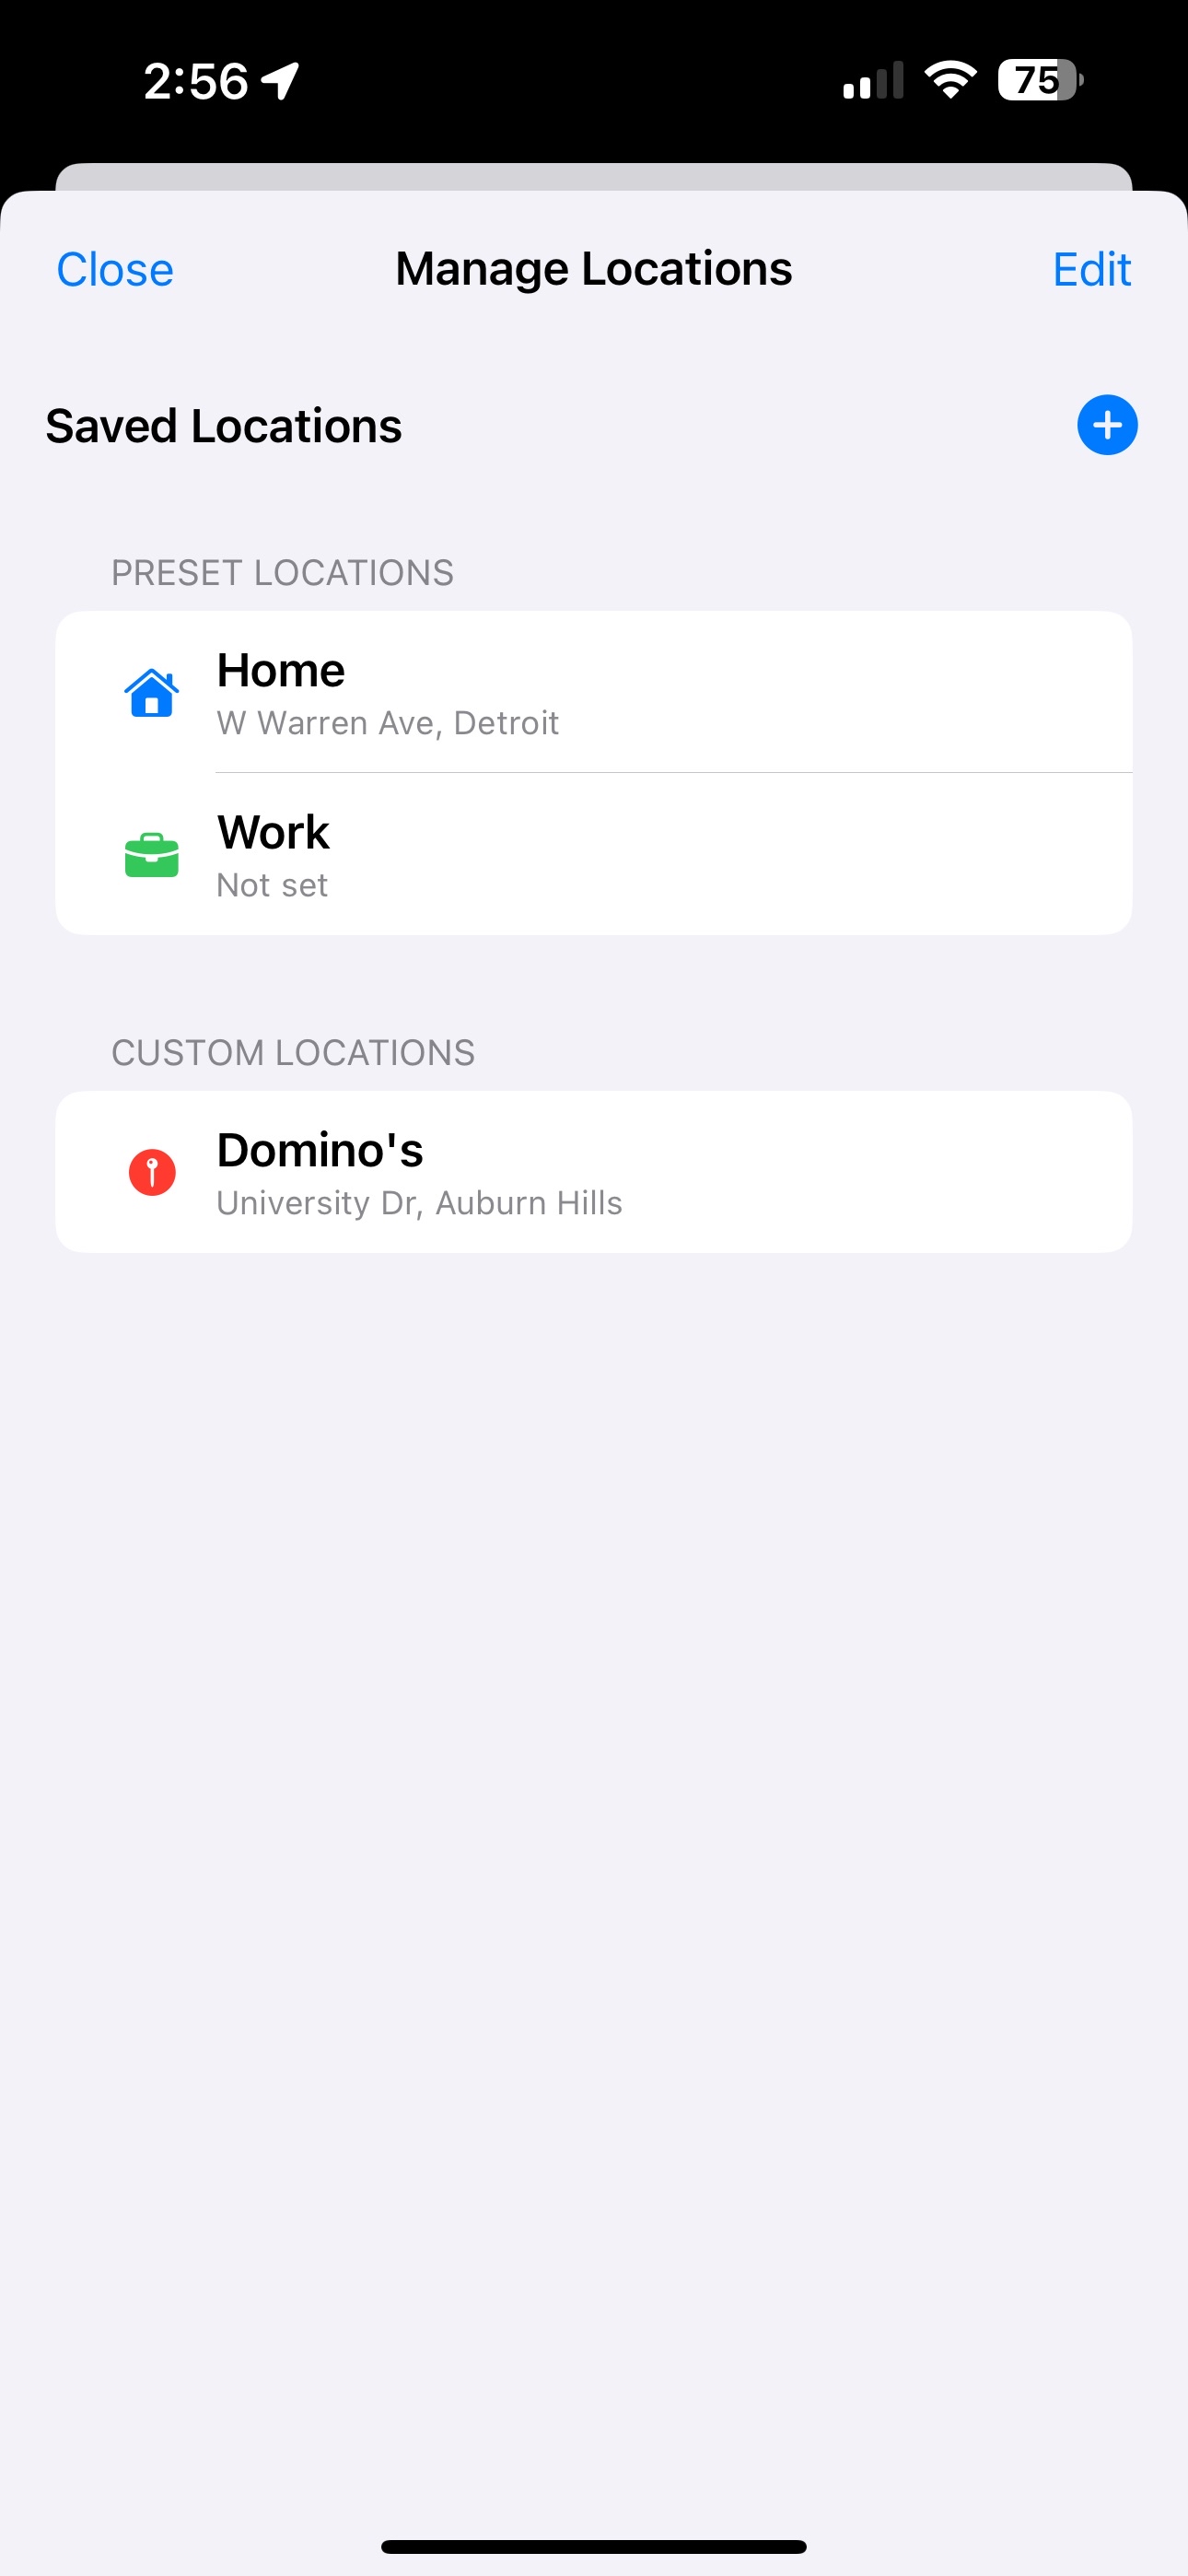 2:56
75
Close
Manage Locations
Edit
Saved Locations
PRESET LOCATIONS
Home
W Warren Ave, Detroit
Work
Not set
CUSTOM LOCATIONS
Domino's
University Dr, Auburn Hills